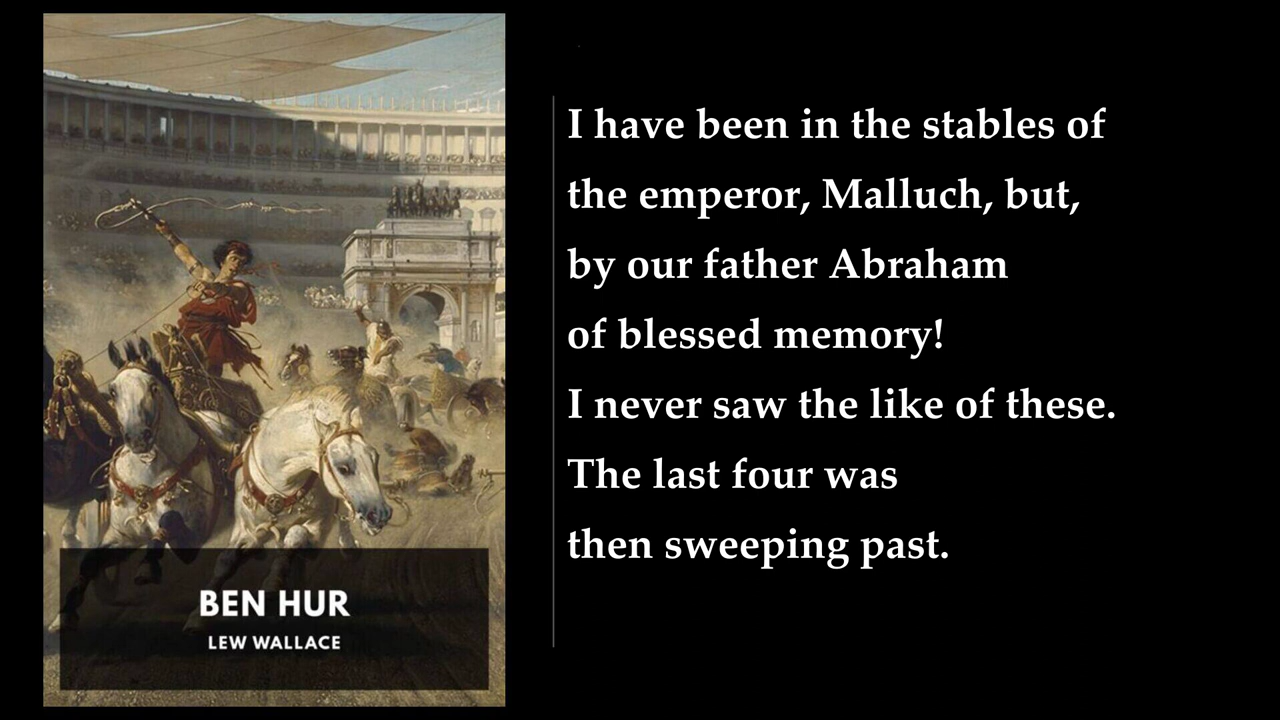 BEN HUR
LEW WALLACE
I have been in the stables of
the emperor, Malluch, but,
by our father Abraham
of blessed memory!
I never saw the like of these.
The last four was
then sweeping past.